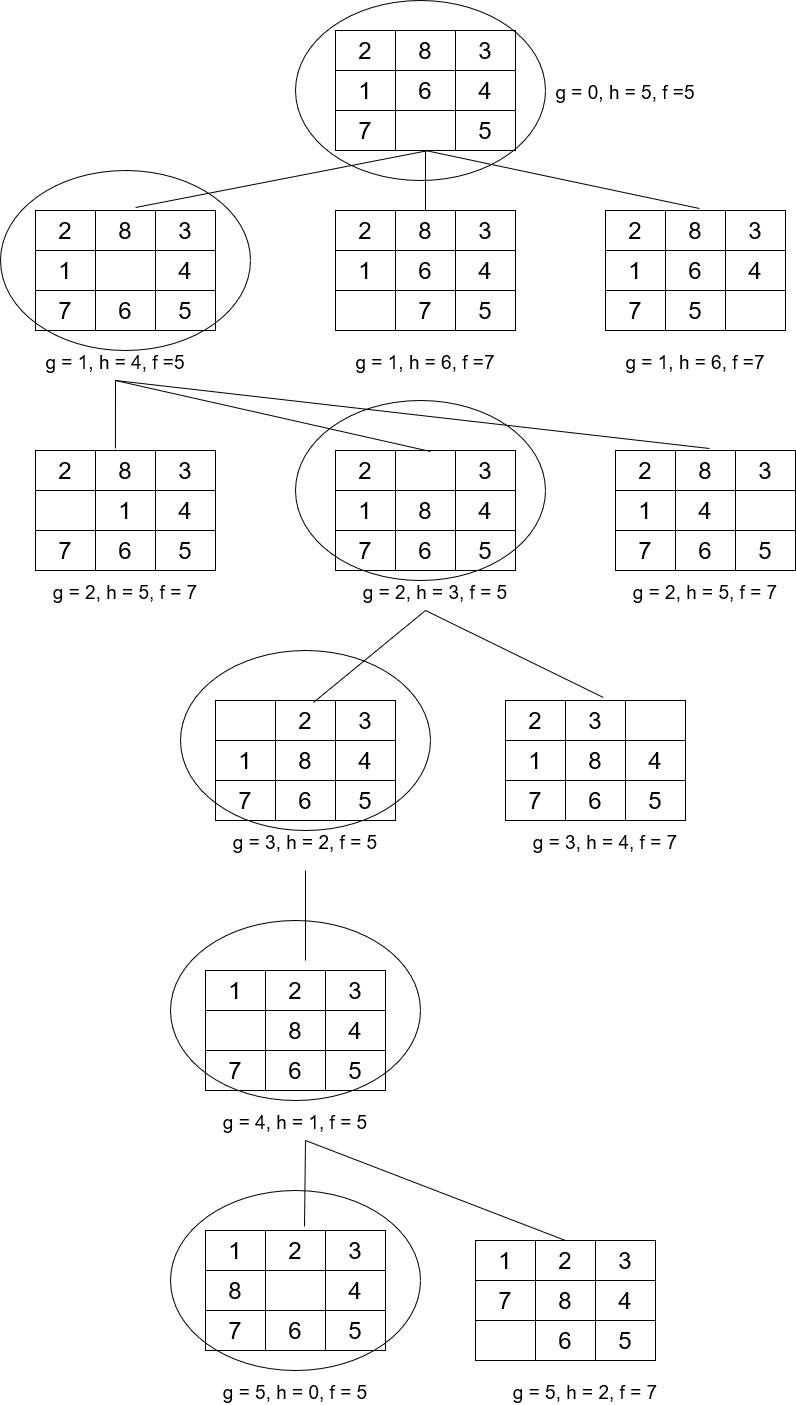 2 8 3
1 6 4
g = 0, h = 5, f =5
7 5
2 8 3
1 4
7 6 5
g = 1, h = 4, f =5
2 8 3
1 6 4
7 5
g = 1, h = 6, f =7
2 8 3
1 6 4
7 5
g = 1, h = 6, f =7
2 8 3
1 4
7 6 5
g = 2, h = 5, f = 7
2 3
1 8 4
7 6 5
g = 2, h = 3, f = 5
2 8 3
1 4
7 6 5
g = 2, h = 5, f = 7
2 3
1 8 4
7 6 5
g = 3, h = 2, f = 5
2 3
1 8 4
7 6 5
g = 3, h = 4, f = 7
1 2 3
8 4
7 6 5
g = 4, h = 1, f = 5
1 2 3
8 4
7 6 5
g = 5, h = 0, f = 5
1 2 3
7 8 4
6 5
g = 5, h = 2, f = 7